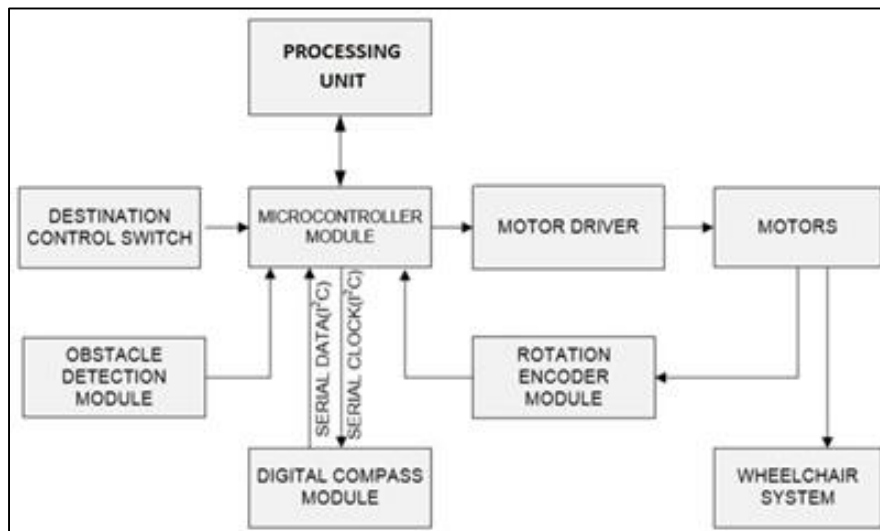 PROCESSING
UNIT
DESTINATION
CONTROL SWITCH
MICROCONTROLLER
MODULE
MOTOR DRIVER
MOTORS
OBSTACLE
DETECTION
MODULE
SERIAL DATA(I²C)
SERIAL CLOCK(I²C)
ROTATION
ENCODER
MODULE
DIGITAL COMPASS
MODULE
WHEELCHAIR
SYSTEM